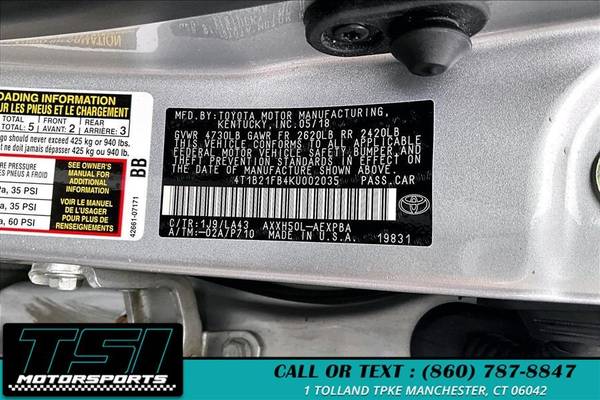 LOADING INFORMATION
UR LES PNEUS ET LE CHARGEMENT
TOTAL: 5
FRONT: 2
AVANT: 2
REAR: 3
ARRIÈRE: 3
should never exceed 425 kg or 940 lbs.
ne doit jamais dépasser 425 kg ou 940 lb.
BB
PRESSURE
PNEUS À FROID
35 PSI
35 PSI
60 PSI
SEE OWNER'S
MANUAL FOR
ADDITIONAL
INFORMATION
VOIR LE MANUEL
DE L'USAGER
POUR PLUS DE
RENSEIGNEMENTS
42661-07171
MFD.BY:TOYOTA MOTOR MANUFACTURING,
KENTUCKY,INC.05/18
GVWR 4730LB GAWR FR 2620LB RR 2420LB
THIS VEHICLE CONFORMS TO ALL APPLICABLE
FEDERAL MOTOR VEHICLE SAFETY,BUMPER,AND
THEFT PREVENTION STANDARDS IN EFFECT ON
THE DATE OF MANUFACTURE SHOWN ABOVE.
4T1B21FB4KU002035 PASS.CAR
C/TR:1J9/LA43 AXXH50L-AEXPBA
A/TM:-02A/P710 MADE IN U.S.A. 19831
TOYOTA
TSI
MOTORSPORTS
CALL OR TEXT : (860) 787-8847
1 TOLLAND TPKE MANCHESTER, CT 06042